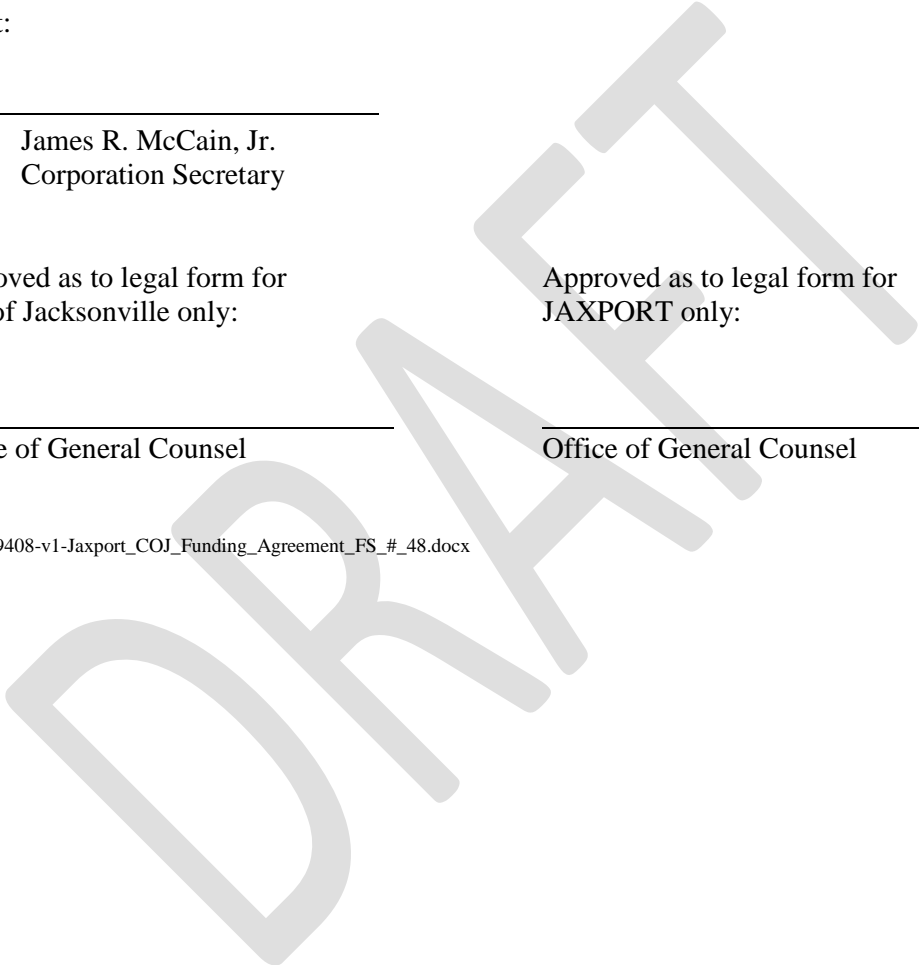 t:
James R. McCain, Jr.
Corporation Secretary
oved as to legal form for
of Jacksonville only:
e of General Counsel
Approved as to legal form for
JAXPORT only:
Office of General Counsel
9408-v1-Jaxport_COJ_Funding_Agreement_FS_#_48.docx
DRAFT